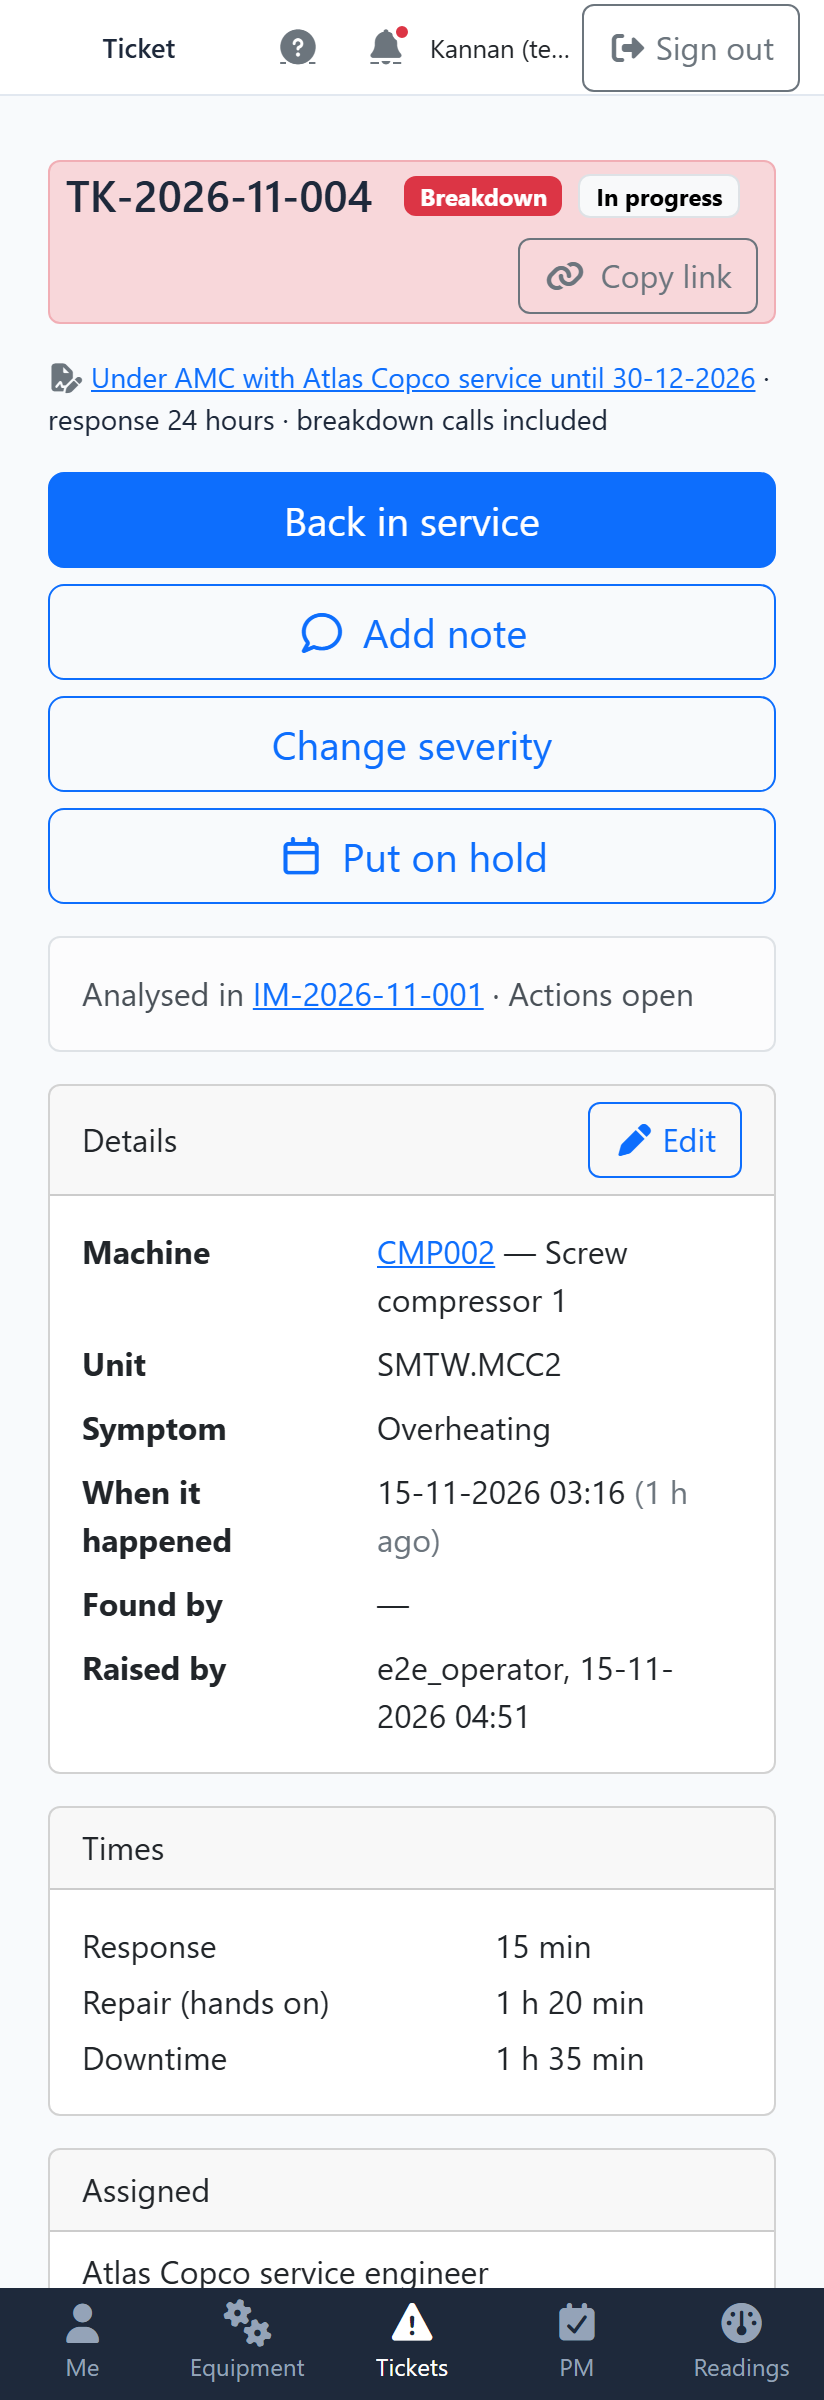 Ticket
Kannan (te...
Sign out
TK-2026-11-004
Breakdown
In progress
Copy link
Under AMC with Atlas Copco service until 30-12-2026 ·
response 24 hours · breakdown calls included
Back in service
Add note
Change severity
Put on hold
Analysed in IM-2026-11-001 · Actions open
Details
Edit
Machine
CMP002 — Screw
compressor 1
Unit
SMTW.MCC2
Symptom
Overheating
When it
happened
15-11-2026 03:16 (1 h
ago)
Found by
—
Raised by
e2e_operator, 15-11-
2026 04:51
Times
Response
15 min
Repair (hands on)
1 h 20 min
Downtime
1 h 35 min
Assigned
Atlas Copco service engineer
Me
Equipment
Tickets
PM
Readings